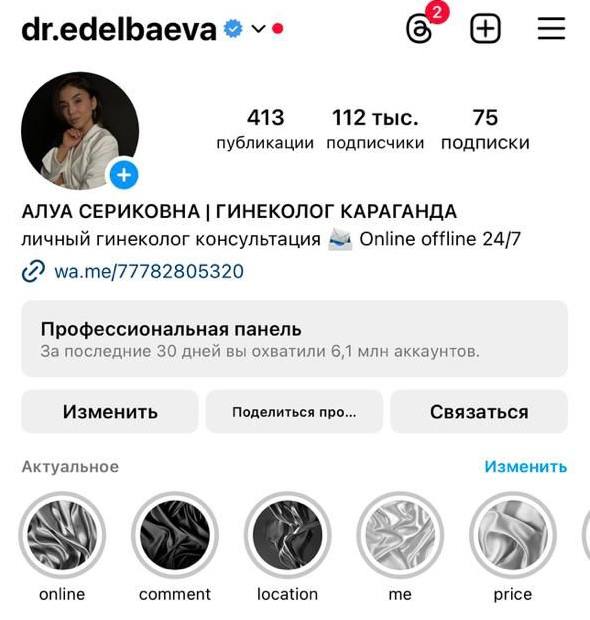 dr.edelbaeva
2
413 112 тыс. 75
публикации подписчики подписки
АЛУА СЕРИКОВНА | ГИНЕКОЛОГ КАРАГАНДА
личный гинеколог консультация 📨 Online offline 24/7
wa.me/77782805320
Профессиональная панель
За последние 30 дней вы охватили 6,1 млн аккаунтов.
Изменить Поделиться про... Связаться
Актуальное Изменить
online comment location me price